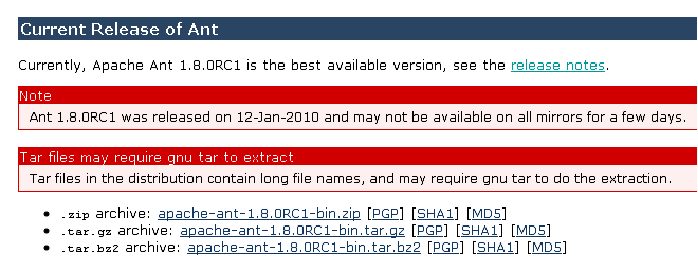 Current Release of Ant
Currently, Apache Ant 1.8.0RC1 is the best available version, see the release notes.
Note
Ant 1.8.0RC1 was released on 12-Jan-2010 and may not be available on all mirrors for a few days.
Tar files may require gnu tar to extract
Tar files in the distribution contain long file names, and may require gnu tar to do the extraction.
• .zip archive: apache-ant-1.8.0RC1-bin.zip [PGP] [SHA1] [MD5]
• .tar.gz archive: apache-ant-1.8.0RC1-bin.tar.gz [PGP] [SHA1] [MD5]
• .tar.bz2 archive: apache-ant-1.8.0RC1-bin.tar.bz2 [PGP] [SHA1] [MD5]